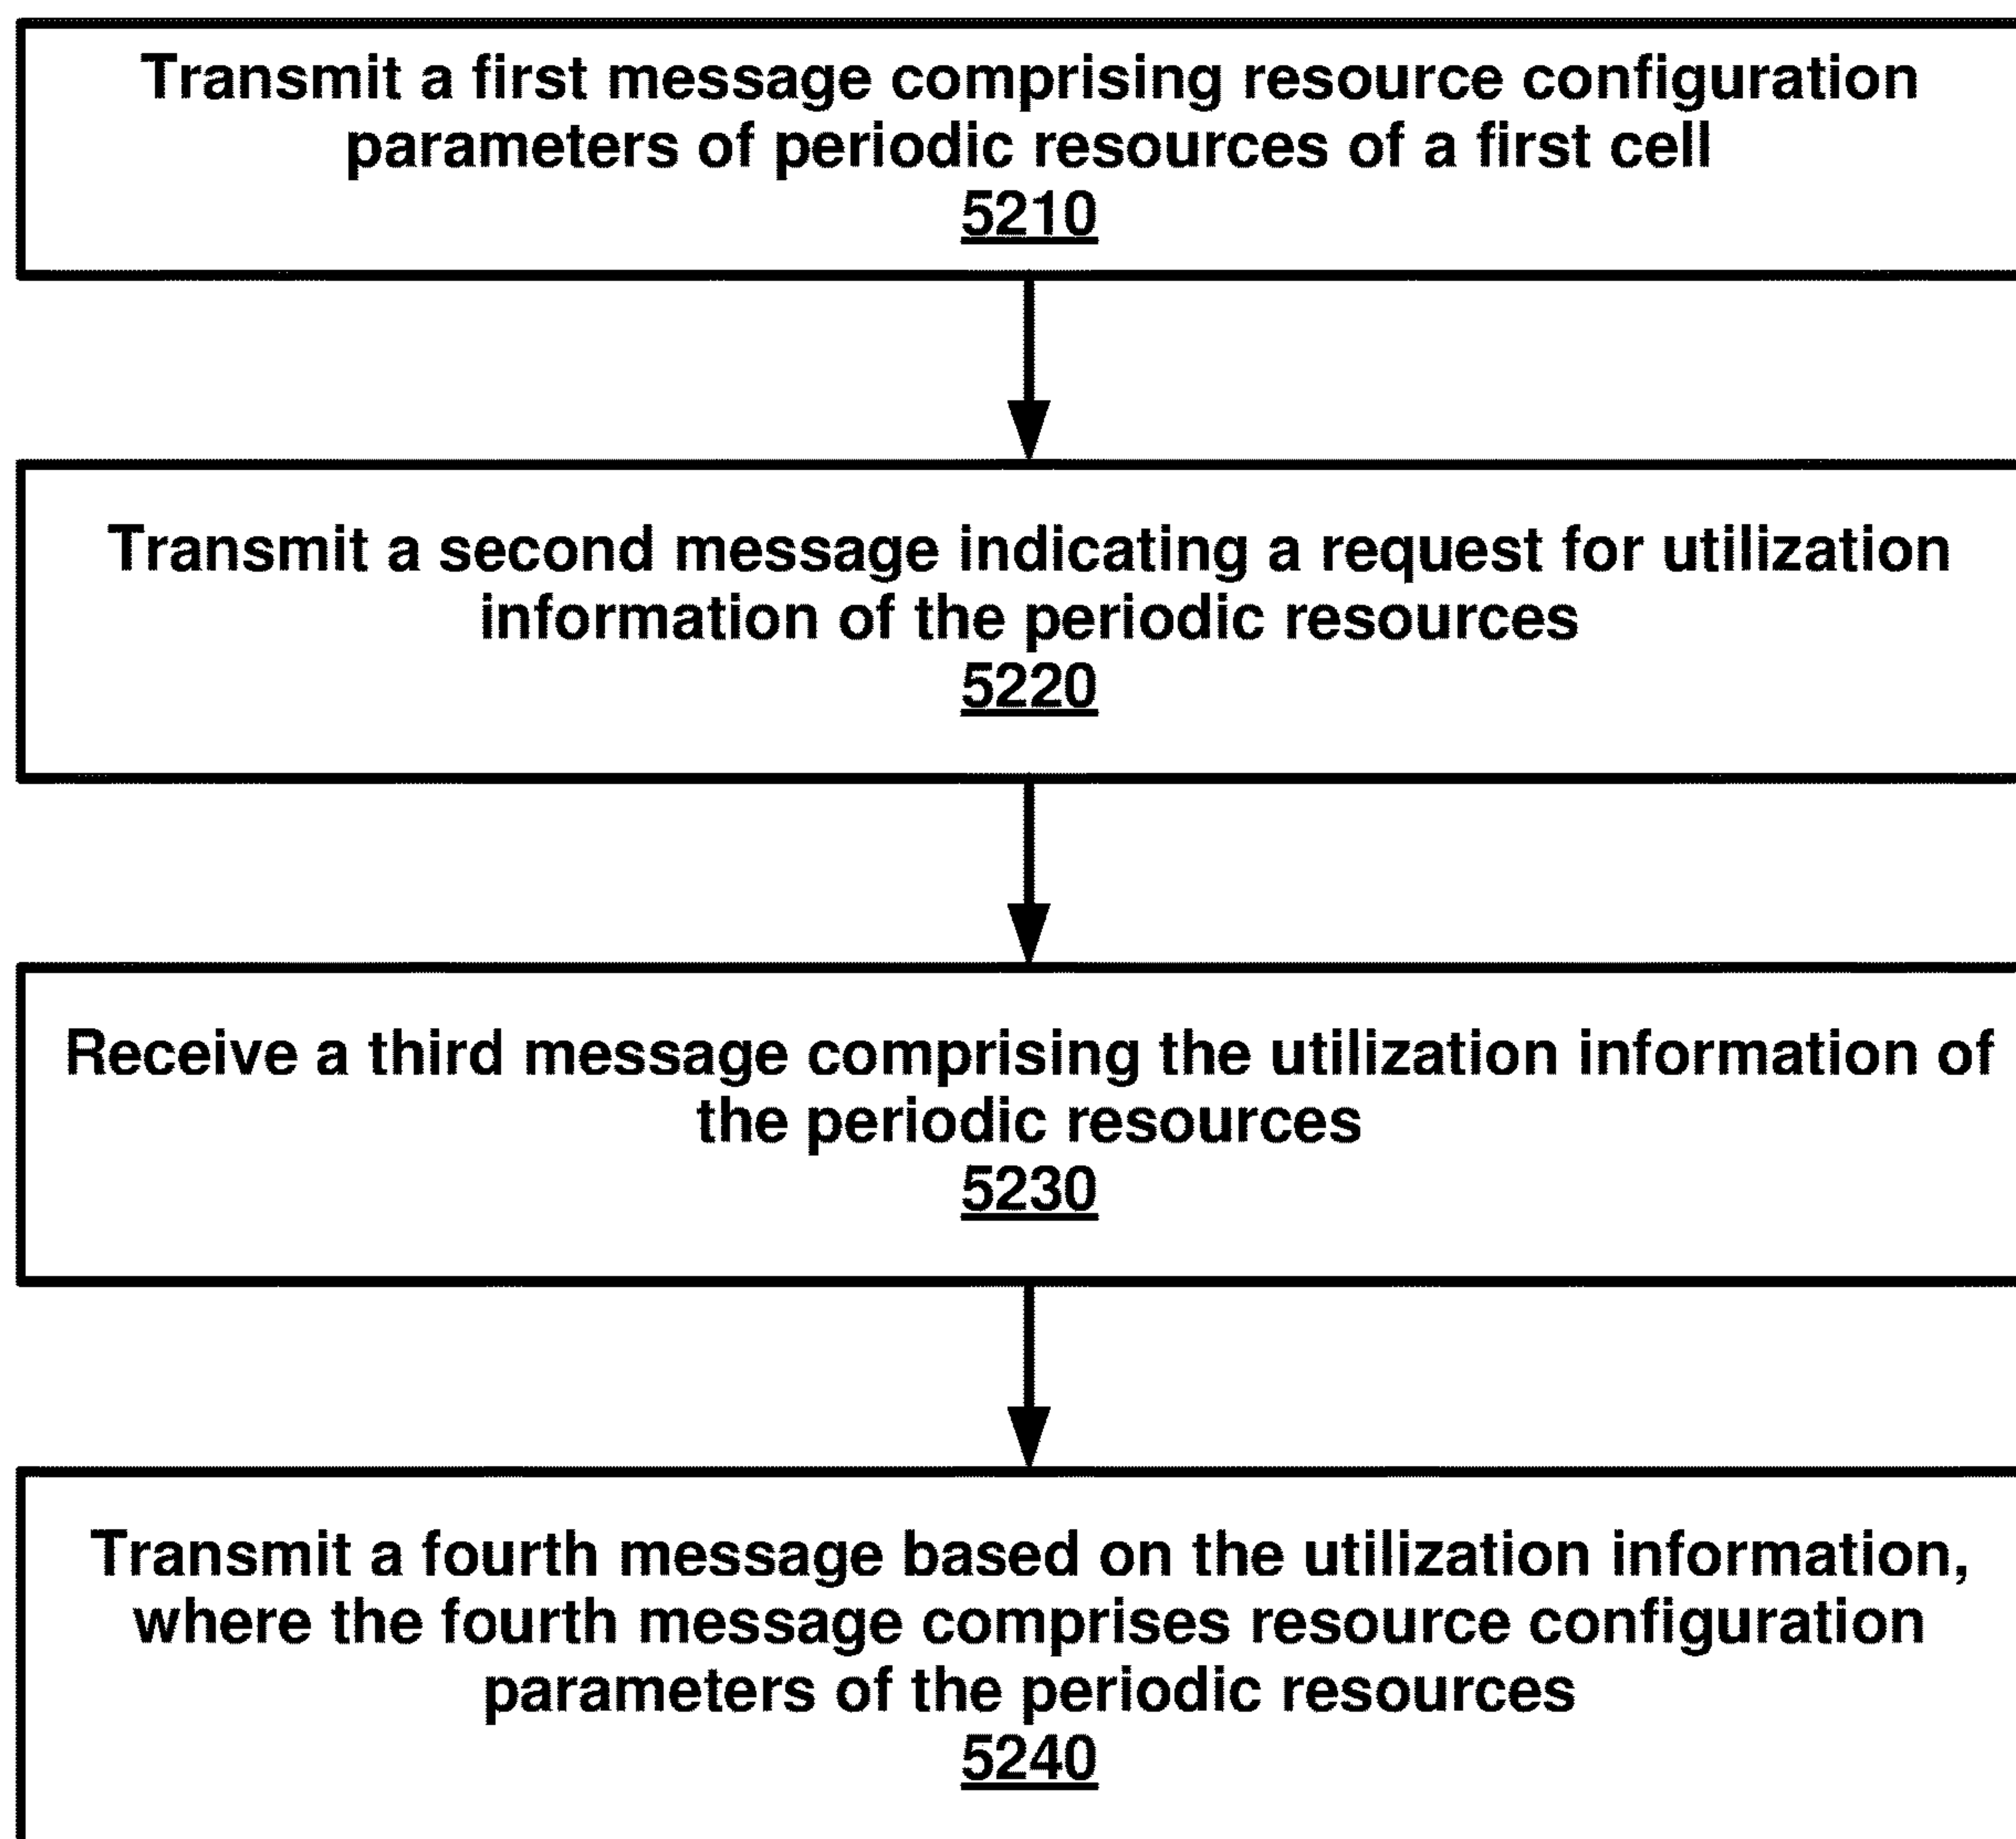 Transmit a first message comprising resource configuration
parameters of periodic resources of a first cell
5210
Transmit a second message indicating a request for utilization
information of the periodic resources
5220
Receive a third message comprising the utilization information of
the periodic resources
5230
Transmit a fourth message based on the utilization information,
where the fourth message comprises resource configuration
parameters of the periodic resources
5240